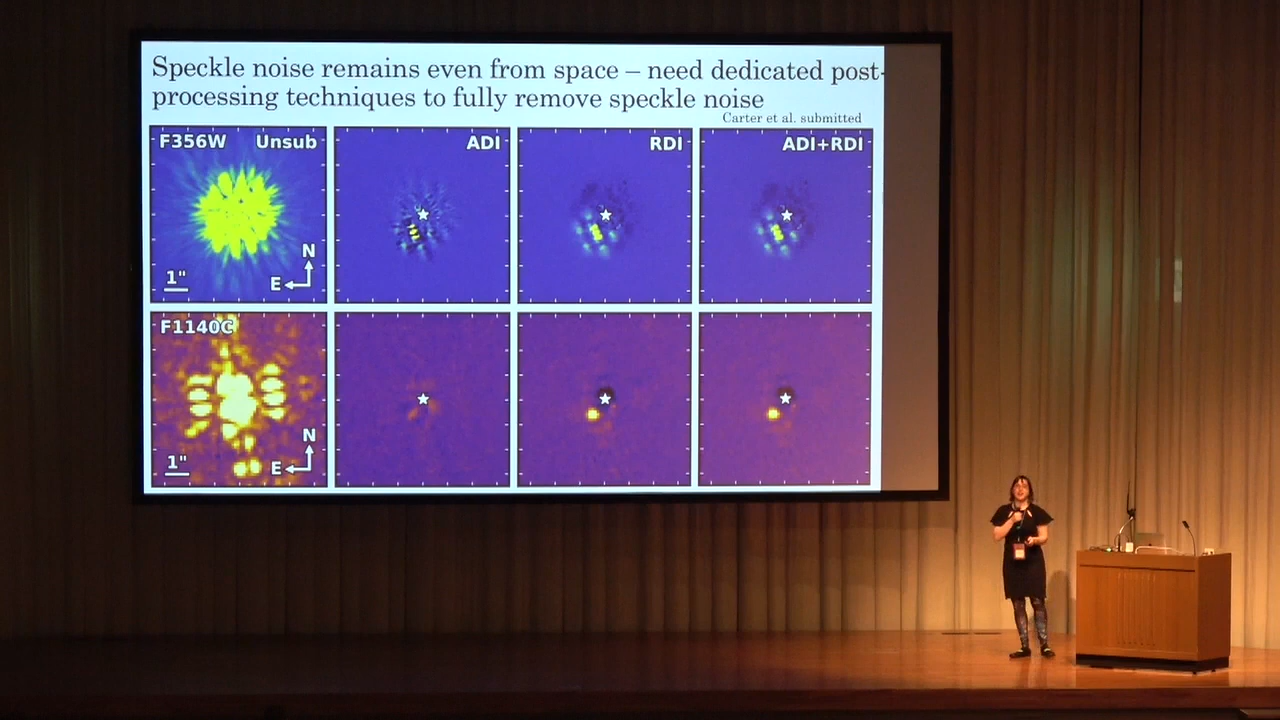 Speckle noise remains even from space – need dedicated post-
processing techniques to fully remove speckle noise
Carter et al. submitted
F356W Unsub
ADI
RDI
ADI+RDI
N
1"
E
F1140C
N
1"
E